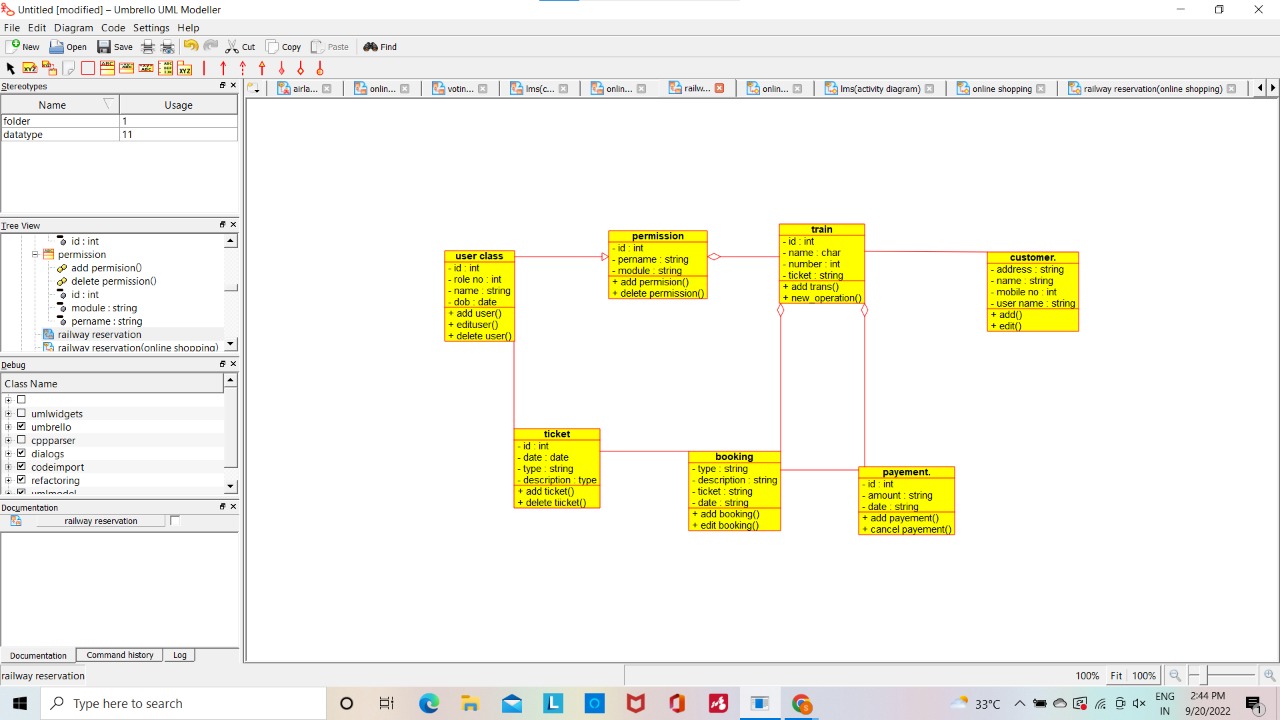 Untitled [modified] – Umbrello UML Modeller
File Edit Diagram Code Settings Help
New Open Save Cut Copy Paste Find
Stereotypes
Name Usage
folder 1
datatype 11
airla... onlin... votin... lms(c... onlin... railw... onlin... lms(activity diagram) online shopping railway reservation(online shopping)
Tree View
id : int
permission
add permision()
delete permission()
id : int
module : string
pername : string
railway reservation
railway reservation(online shopping)
Debug
Class Name
umlwidgets
umbrello
cppparser
dialogs
codeimport
refactoring
umlmodel
Documentation
railway reservation
Documentation Command history Log
user class
- id : int
- role no : int
- name : string
- dob : date
+ add user()
+ edituser()
+ delete user()
permission
- id : int
- pername : string
- module : string
+ add permision()
+ delete permission()
train
- id : int
- name : char
- number : int
- ticket : string
+ add trans()
+ new_operation()
customer.
- address : string
- name : string
- mobile no : int
- user name : string
+ add()
+ edit()
ticket
- id : int
- date : date
- type : string
- description : type
+ add ticket()
+ delete tiicket()
booking
- type : string
- description : string
- ticket : string
- date : string
+ add booking()
+ edit booking()
payement.
- id : int
- amount : string
- date : string
+ add payement()
+ cancel payement()
railway reservation
100% Fit 100%
Type here to search
33°C
ENG
IN
2:44 PM
9/20/2022